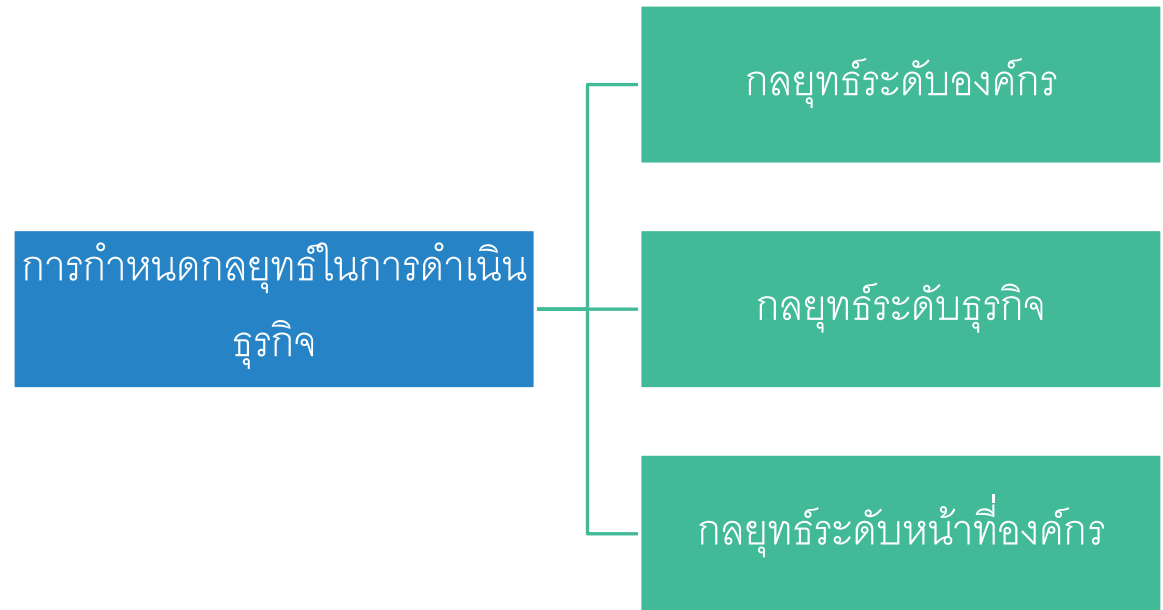 กลยุทธ์ระดับองค์กร
การกำหนดกลยุทธ์ในการดำเนิน
ธุรกิจ
กลยุทธ์ระดับธุรกิจ
กลยุทธ์ระดับหน้าที่องค์กร